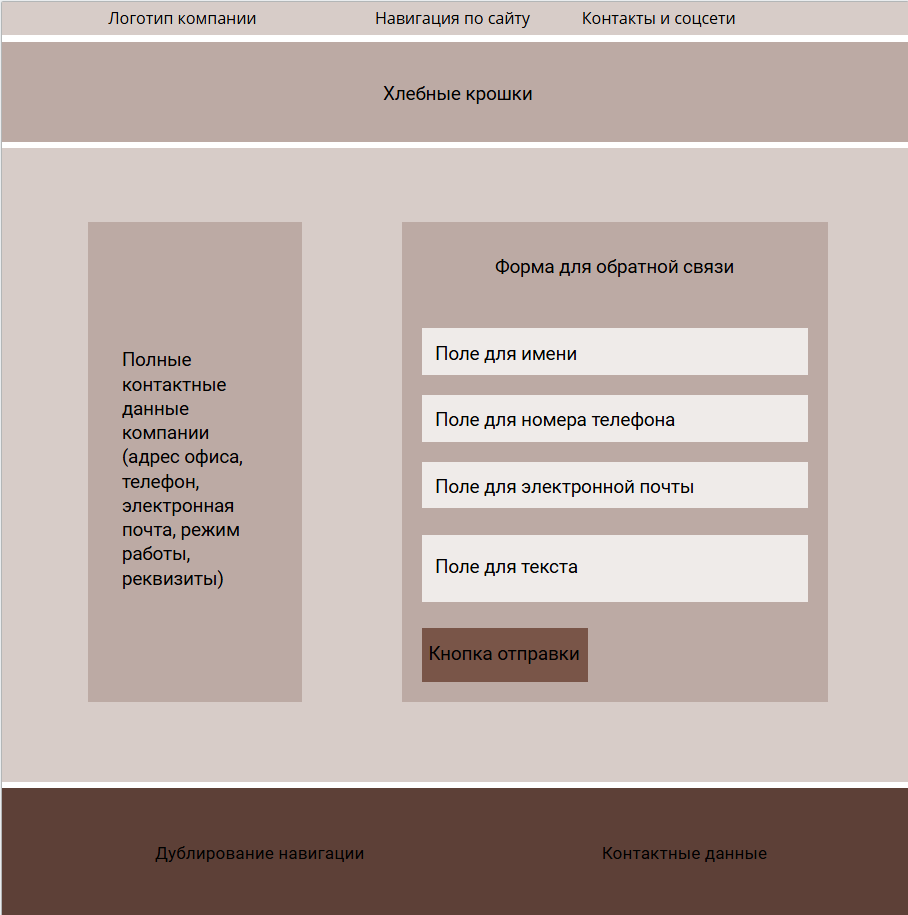 Логотип компании
Навигация по сайту
Контакты и соцсети
Хлебные крошки
Полные
контактные
данные
компании
(адрес офиса,
телефон,
электронная
почта, режим
работы,
реквизиты)
Форма для обратной связи
Поле для имени
Поле для номера телефона
Поле для электронной почты
Поле для текста
Кнопка отправки
Дублирование навигации
Контактные данные